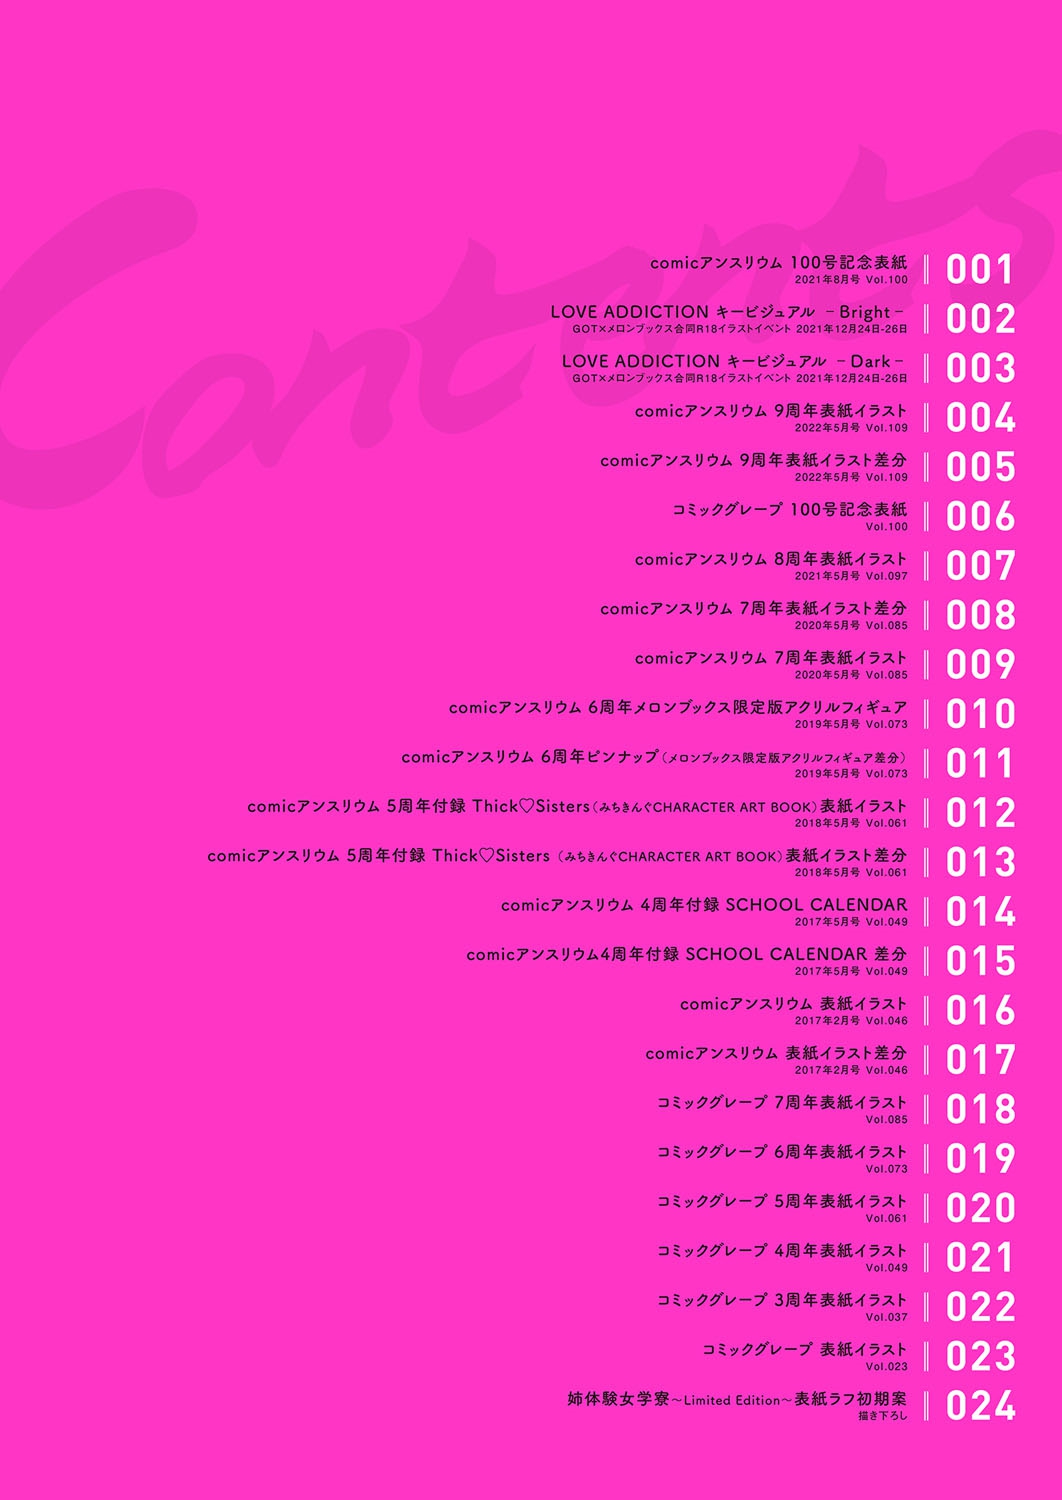 Contents
comicアンスリウム 100号記念表紙 001
2021年8月号 Vol.100
LOVE ADDICTION キービジュアル －Bright－ 002
GOT×メロンブックス合同R18イラストイベント 2021年12月24日-26日
LOVE ADDICTION キービジュアル －Dark－ 003
GOT×メロンブックス合同R18イラストイベント 2021年12月24日-26日
comicアンスリウム 9周年表紙イラスト 004
2022年5月号 Vol.109
comicアンスリウム 9周年表紙イラスト差分 005
2022年5月号 Vol.109
コミックグレープ 100号記念表紙 006
Vol.100
comicアンスリウム 8周年表紙イラスト 007
2021年5月号 Vol.097
comicアンスリウム 7周年表紙イラスト差分 008
2020年5月号 Vol.085
comicアンスリウム 7周年表紙イラスト 009
2020年5月号 Vol.085
comicアンスリウム 6周年メロンブックス限定版アクリルフィギュア 010
2019年5月号 Vol.073
comicアンスリウム 6周年ピンナップ（メロンブックス限定版アクリルフィギュア差分） 011
2019年5月号 Vol.073
comicアンスリウム 5周年付録 Thick♡Sisters（みちきんぐCHARACTER ART BOOK）表紙イラスト 012
2018年5月号 Vol.061
comicアンスリウム 5周年付録 Thick♡Sisters （みちきんぐCHARACTER ART BOOK）表紙イラスト差分 013
2018年5月号 Vol.061
comicアンスリウム 4周年付録 SCHOOL CALENDAR 014
2017年5月号 Vol.049
comicアンスリウム4周年付録 SCHOOL CALENDAR 差分 015
2017年5月号 Vol.049
comicアンスリウム 表紙イラスト 016
2017年2月号 Vol.046
comicアンスリウム 表紙イラスト差分 017
2017年2月号 Vol.046
コミックグレープ 7周年表紙イラスト 018
Vol.085
コミックグレープ 6周年表紙イラスト 019
Vol.073
コミックグレープ 5周年表紙イラスト 020
Vol.061
コミックグレープ 4周年表紙イラスト 021
Vol.049
コミックグレープ 3周年表紙イラスト 022
Vol.037
コミックグレープ 表紙イラスト 023
Vol.023
姉体験女学寮～Limited Edition～表紙ラフ初期案 024
描き下ろし